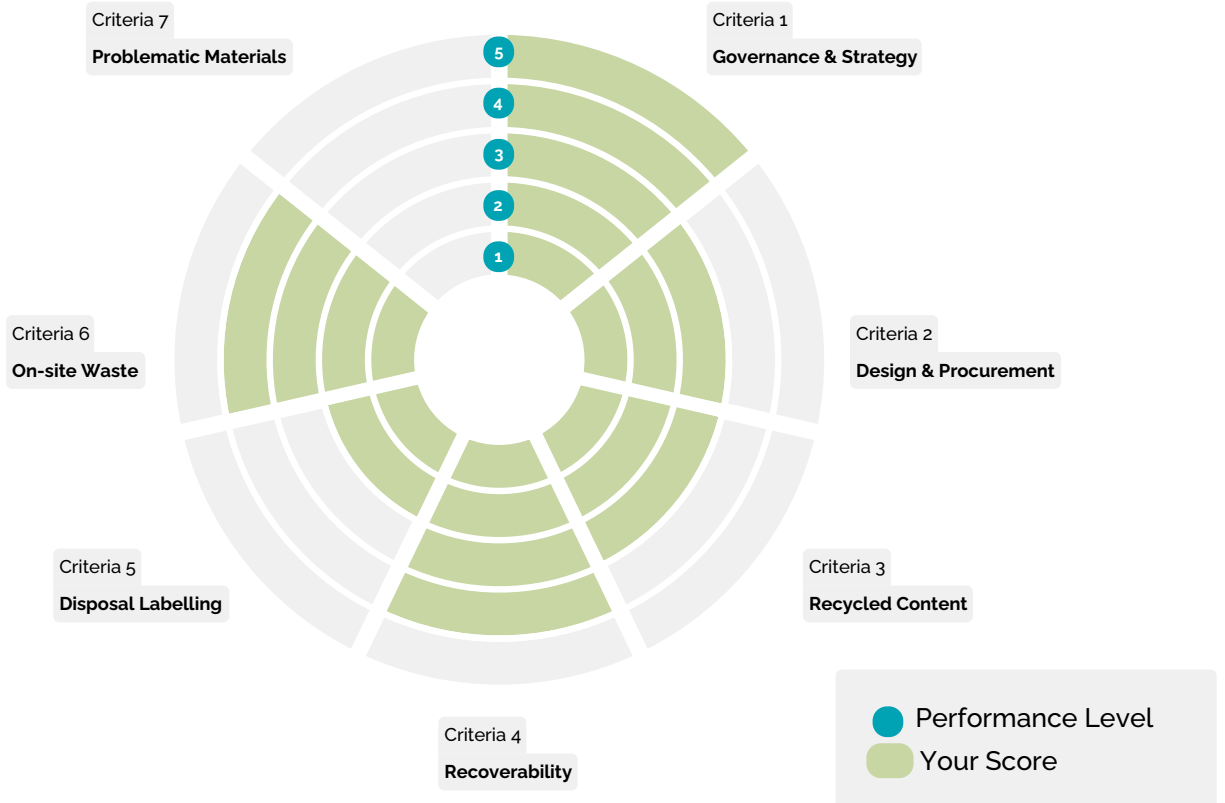 Criteria 7
Problematic Materials
Criteria 1
Governance & Strategy
5
4
3
2
1
Criteria 6
On-site Waste
Criteria 2
Design & Procurement
Criteria 5
Disposal Labelling
Criteria 3
Recycled Content
Criteria 4
Recoverability
Performance Level
Your Score